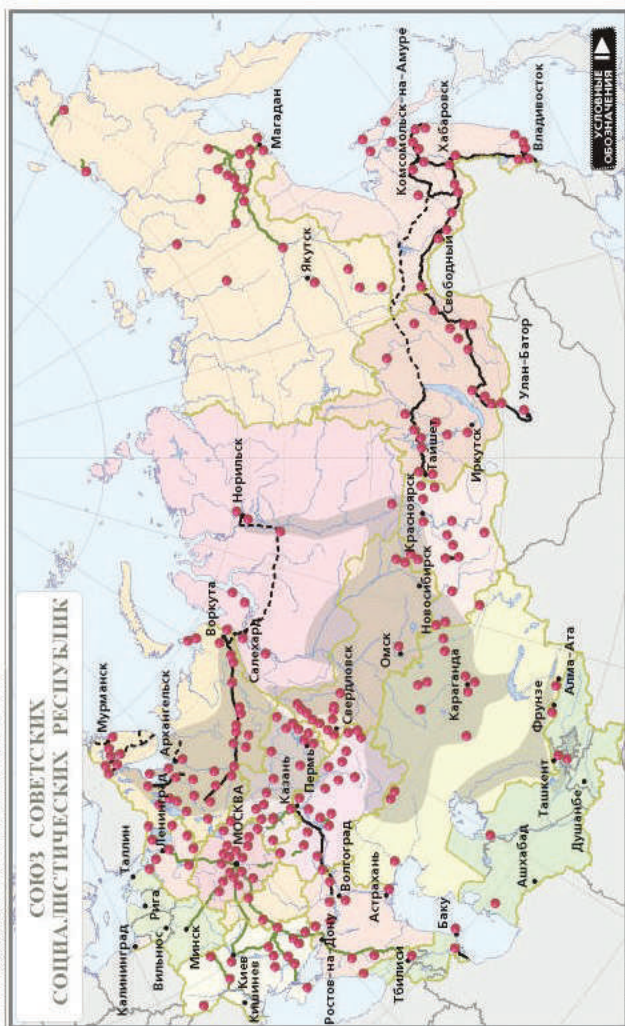 СОЮЗ СОВЕТСКИХ
СОЦИАЛИСТИЧЕСКИХ РЕСПУБЛИК
Мурманск
Архангельск
Таллин
Ленинград
Рига
Калининград
Вильнюс
Минск
МОСКВА
Киев
Кишинев
Казань
Пермь
Свердловск
Воркута
Салехард
Норильск
Ростов-на-Дону
Волгоград
Астрахань
Тбилиси
Баку
Омск
Новосибирск
Красноярск
Тайшет
Иркутск
Караганда
Фрунзе
Алма-Ата
Ташкент
Душанбе
Ашхабад
Улан-Батор
Якутск
Магадан
Свободный
Комсомольск-на-Амуре
Хабаровск
Владивосток
УСЛОВНЫЕ
ОБОЗНАЧЕНИЯ